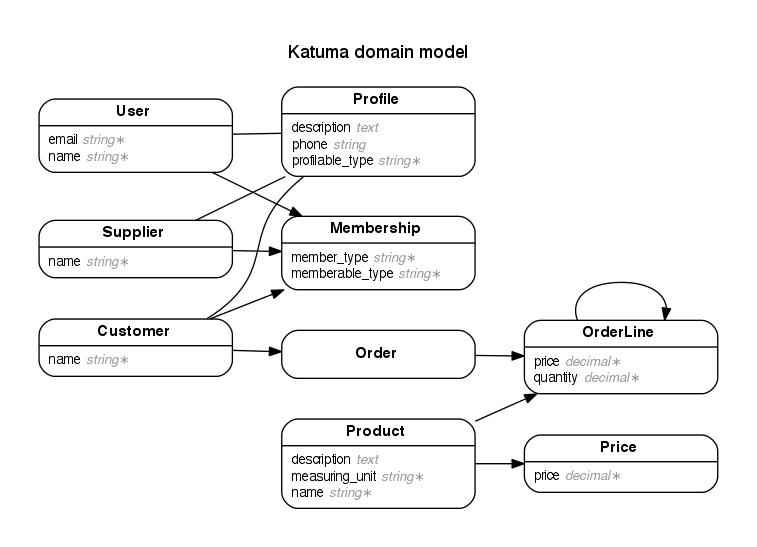 Katuma domain model
User
email string∗
name string∗
Profile
description text
phone string
profilable_type string∗
Supplier
name string∗
Membership
member_type string∗
memberable_type string∗
Customer
name string∗
Order
OrderLine
price decimal∗
quantity decimal∗
Product
description text
measuring_unit string∗
name string∗
Price
price decimal∗